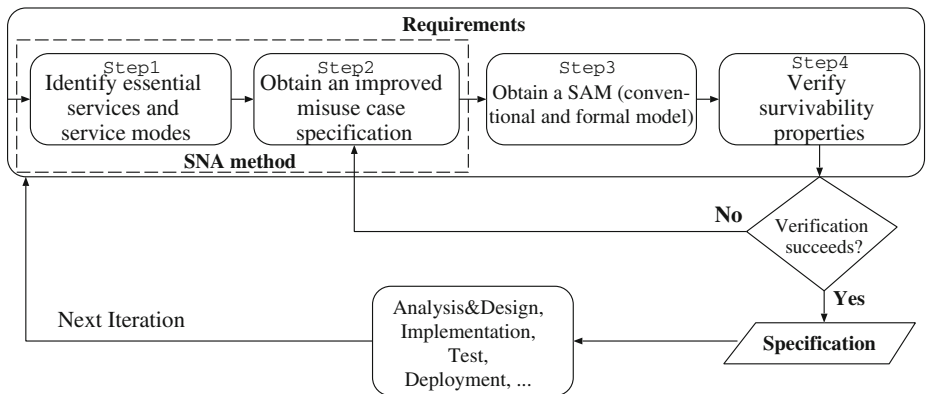 Requirements
Step1
Identify essential
services and
service modes
Step2
Obtain an improved
misuse case
specification
Step3
Obtain a SAM (conven-
tional and formal model)
Step4
Verify
survivability
properties
SNA method
No
Verification
succeeds?
Yes
Specification
Analysis&Design,
Implementation,
Test,
Deployment, ...
Next Iteration